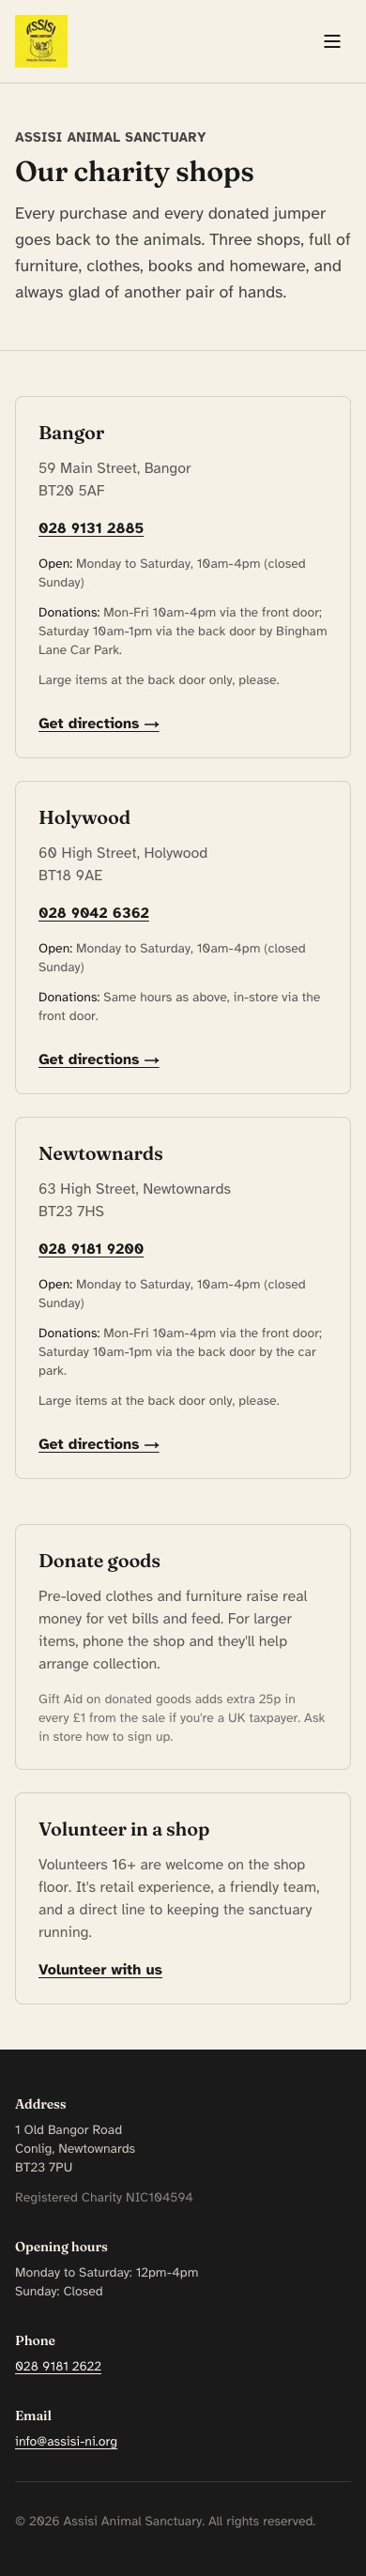 ASSISI
ASSISI ANIMAL SANCTUARY
Our charity shops
Every purchase and every donated jumper
goes back to the animals. Three shops, full of
furniture, clothes, books and homeware, and
always glad of another pair of hands.
Bangor
59 Main Street, Bangor
BT20 5AF
028 9131 2885
Open: Monday to Saturday, 10am-4pm (closed
Sunday)
Donations: Mon-Fri 10am-4pm via the front door;
Saturday 10am-1pm via the back door by Bingham
Lane Car Park.
Large items at the back door only, please.
Get directions →
Holywood
60 High Street, Holywood
BT18 9AE
028 9042 6362
Open: Monday to Saturday, 10am-4pm (closed
Sunday)
Donations: Same hours as above, in-store via the
front door.
Get directions →
Newtownards
63 High Street, Newtownards
BT23 7HS
028 9181 9200
Open: Monday to Saturday, 10am-4pm (closed
Sunday)
Donations: Mon-Fri 10am-4pm via the front door;
Saturday 10am-1pm via the back door by the car
park.
Large items at the back door only, please.
Get directions →
Donate goods
Pre-loved clothes and furniture raise real
money for vet bills and feed. For larger
items, phone the shop and they'll help
arrange collection.
Gift Aid on donated goods adds extra 25p in
every £1 from the sale if you're a UK taxpayer. Ask
in store how to sign up.
Volunteer in a shop
Volunteers 16+ are welcome on the shop
floor. It's retail experience, a friendly team,
and a direct line to keeping the sanctuary
running.
Volunteer with us
Address
1 Old Bangor Road
Conlig, Newtownards
BT23 7PU
Registered Charity NIC104594
Opening hours
Monday to Saturday: 12pm-4pm
Sunday: Closed
Phone
028 9181 2622
Email
info@assisi-ni.org
© 2026 Assisi Animal Sanctuary. All rights reserved.